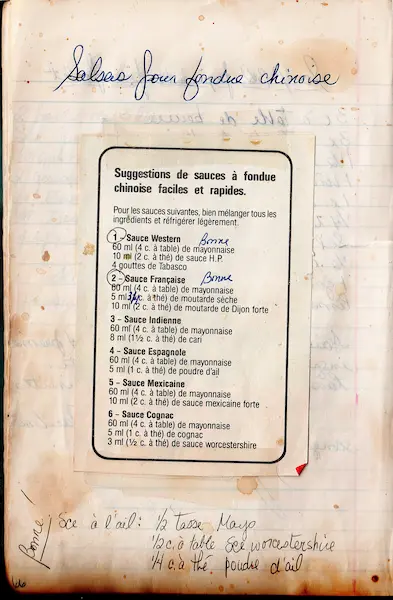 Salsas pour fondue chinoise
Suggestions de sauces à fondue
chinoise faciles et rapides.
Pour les sauces suivantes, bien mélanger tous les
ingrédients et réfrigérer légèrement.
1 - Sauce Western Bonne
60 ml (4 c. à table) de mayonnaise
10 ml (2 c. à thé) de sauce H.P.
4 gouttes de Tabasco
2 - Sauce Française Bonne
60 ml (4 c. à table) de mayonnaise
5 ml c. à thé) de moutarde sèche
10 ml (2 c. à thé) de moutarde de Dijon forte
3 - Sauce Indienne
60 ml (4 c. à table) de mayonnaise
8 ml (1½ c. à thé) de cari
4 - Sauce Espagnole
60 ml (4 c. à table) de mayonnaise
5 ml (1 c. à thé) de poudre d'ail
5 - Sauce Mexicaine
60 ml (4 c. à table) de mayonnaise
10 ml (2 c. à thé) de sauce mexicaine forte
6 - Sauce Cognac
60 ml (4 c. à table) de mayonnaise
5 ml (1 c. à thé) de cognac
3 ml (½ c. à thé) de sauce worcestershire
Bonne!
Sce à l'ail: 1/2 tasse Mayo
1/2 c. à table Sce worcestershire
1/4 c. à thé poudre d'ail